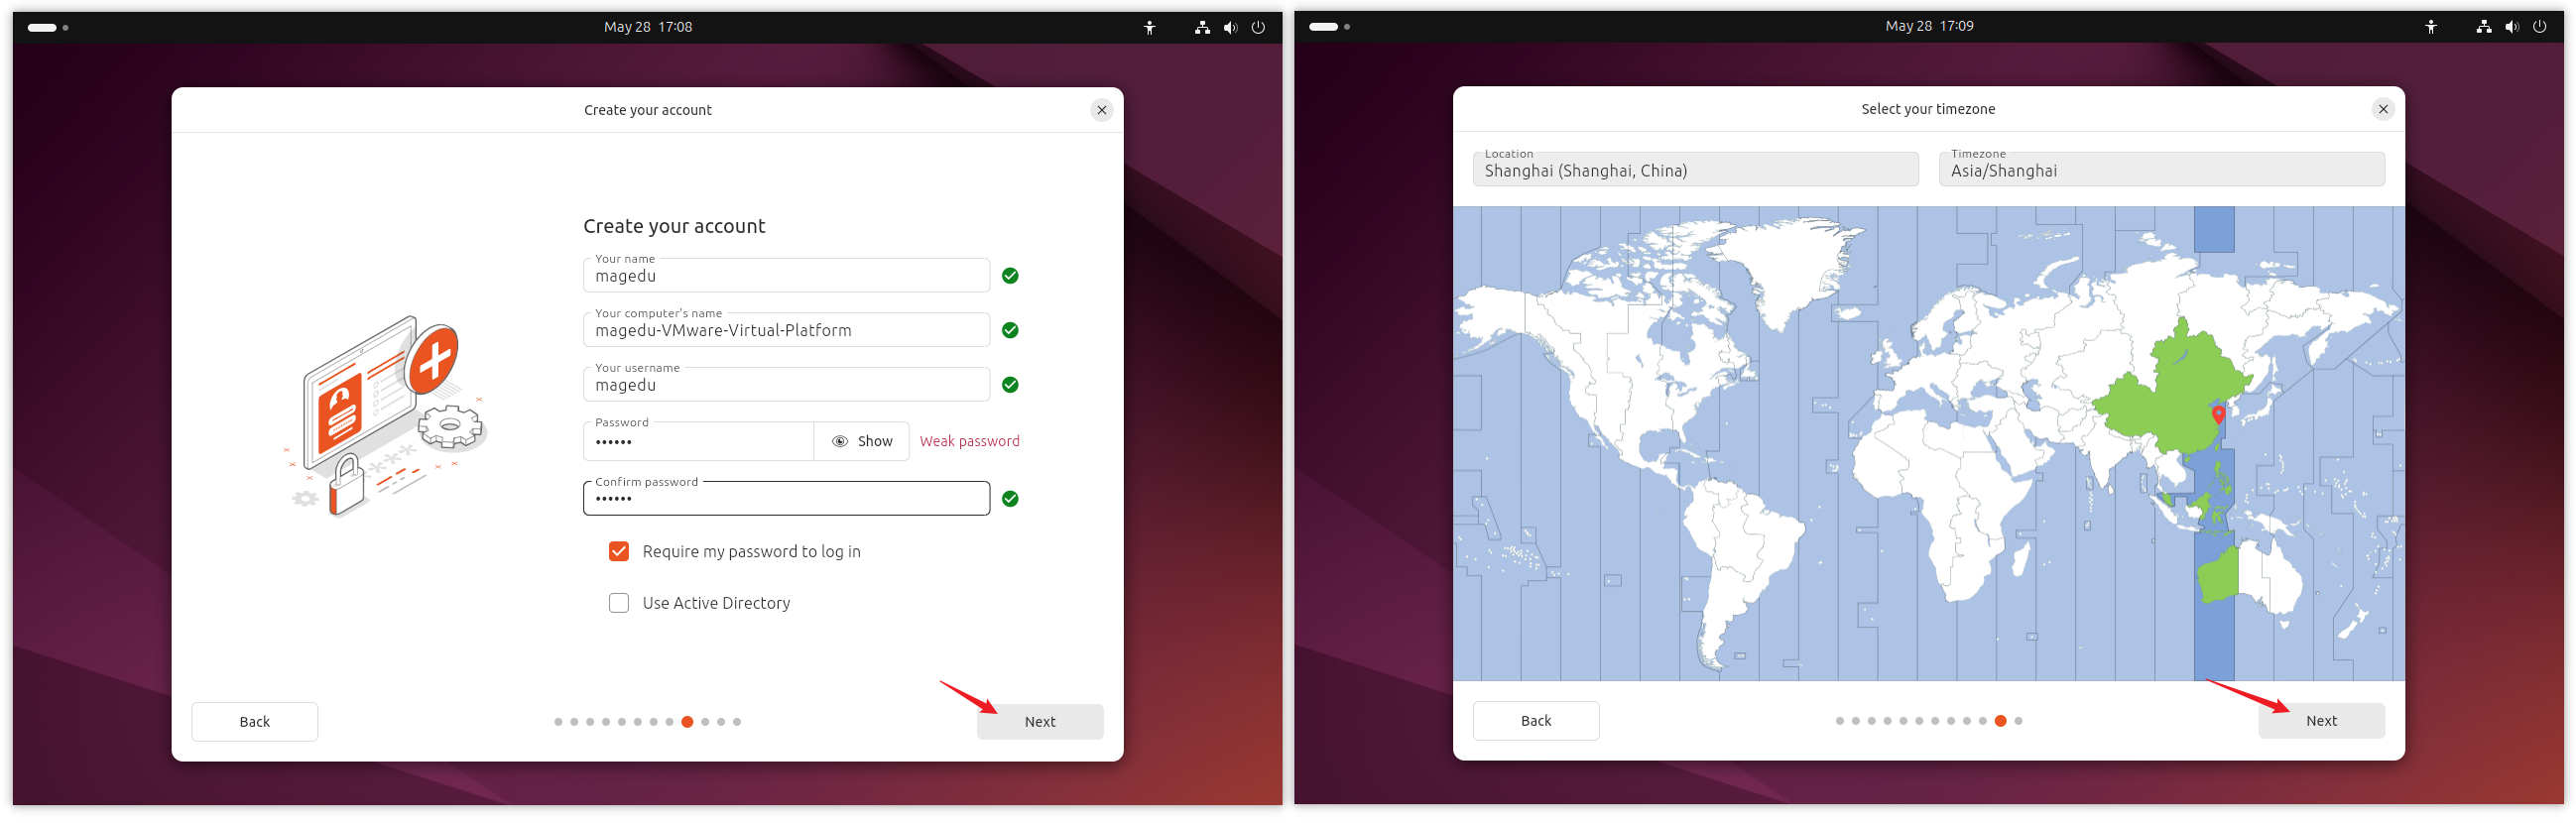 May 28 17:08
Create your account
Create your account
Your name
magedu
Your computer's name
magedu-VMware-Virtual-Platform
Your username
magedu
Password
••••••
Show
Weak password
Confirm password
••••••
Require my password to log in
Use Active Directory
Back
Next
May 28 17:09
Select your timezone
Location
Shanghai (Shanghai, China)
Timezone
Asia/Shanghai
Back
Next